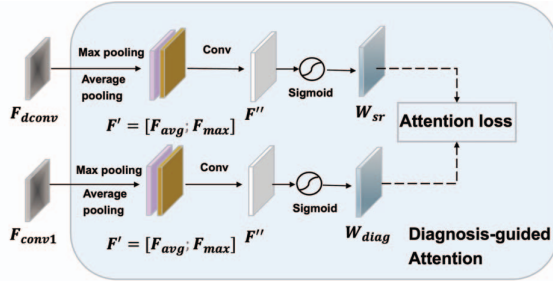 Max pooling
Average pooling
Conv
Sigmoid
F_dconv
F' = [F_avg; F_max]
F''
W_sr
Attention loss
Max pooling
Average pooling
Conv
Sigmoid
F_conv1
F' = [F_avg; F_max]
F''
W_diag
Diagnosis-guided
Attention